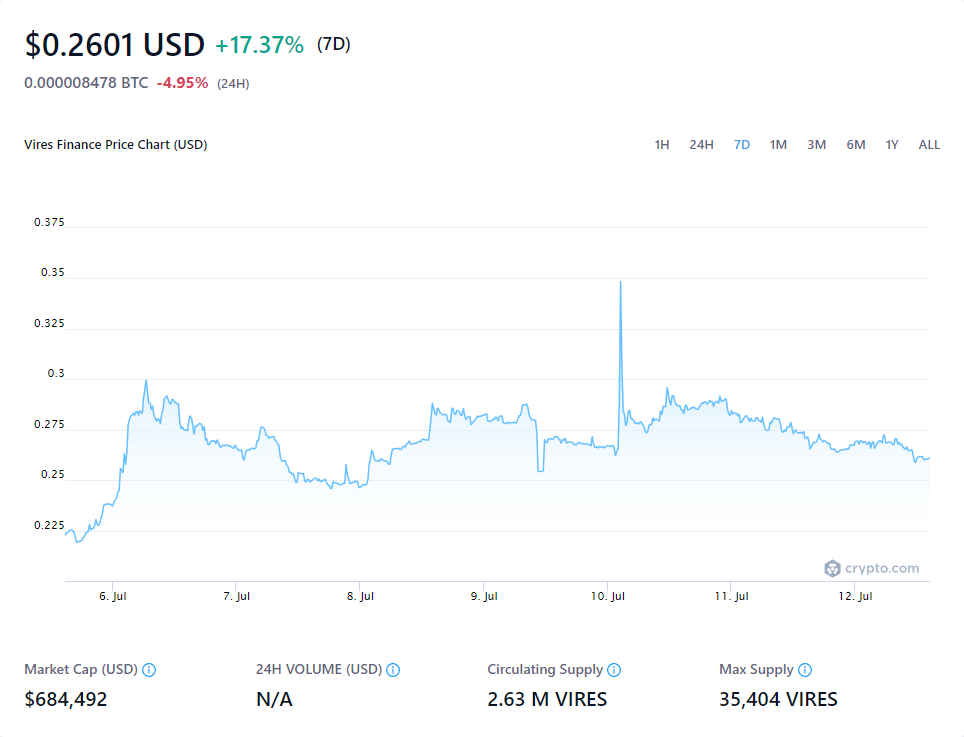 $0.2601 USD +17.37% (7D)
0.000008478 BTC -4.95% (24H)
Vires Finance Price Chart (USD) 1H 24H 7D 1M 3M 6M 1Y ALL
0.375
0.35
0.325
0.3
0.275
0.25
0.225
crypto.com
6. Jul 7. Jul 8. Jul 9. Jul 10. Jul 11. Jul 12. Jul
Market Cap (USD) 24H VOLUME (USD) Circulating Supply Max Supply
$684,492 N/A 2.63 M VIRES 35,404 VIRES